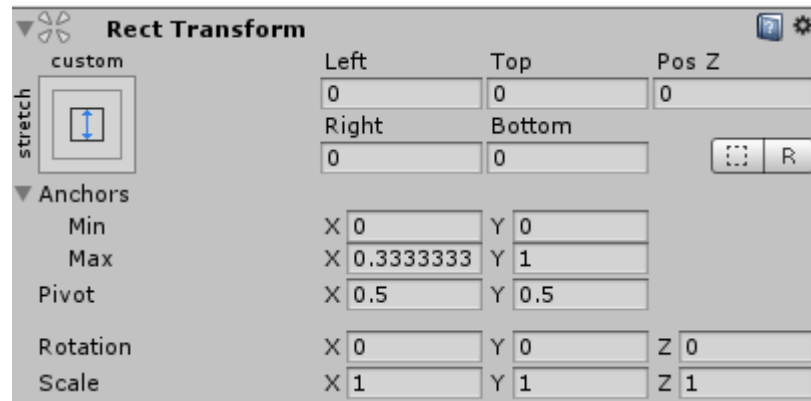 Rect Transform
custom Left Top Pos Z
stretch 0 0 0
Right Bottom
0 0 R
Anchors
Min X 0 Y 0
Max X 0.3333333 Y 1
Pivot X 0.5 Y 0.5
Rotation X 0 Y 0 Z 0
Scale X 1 Y 1 Z 1